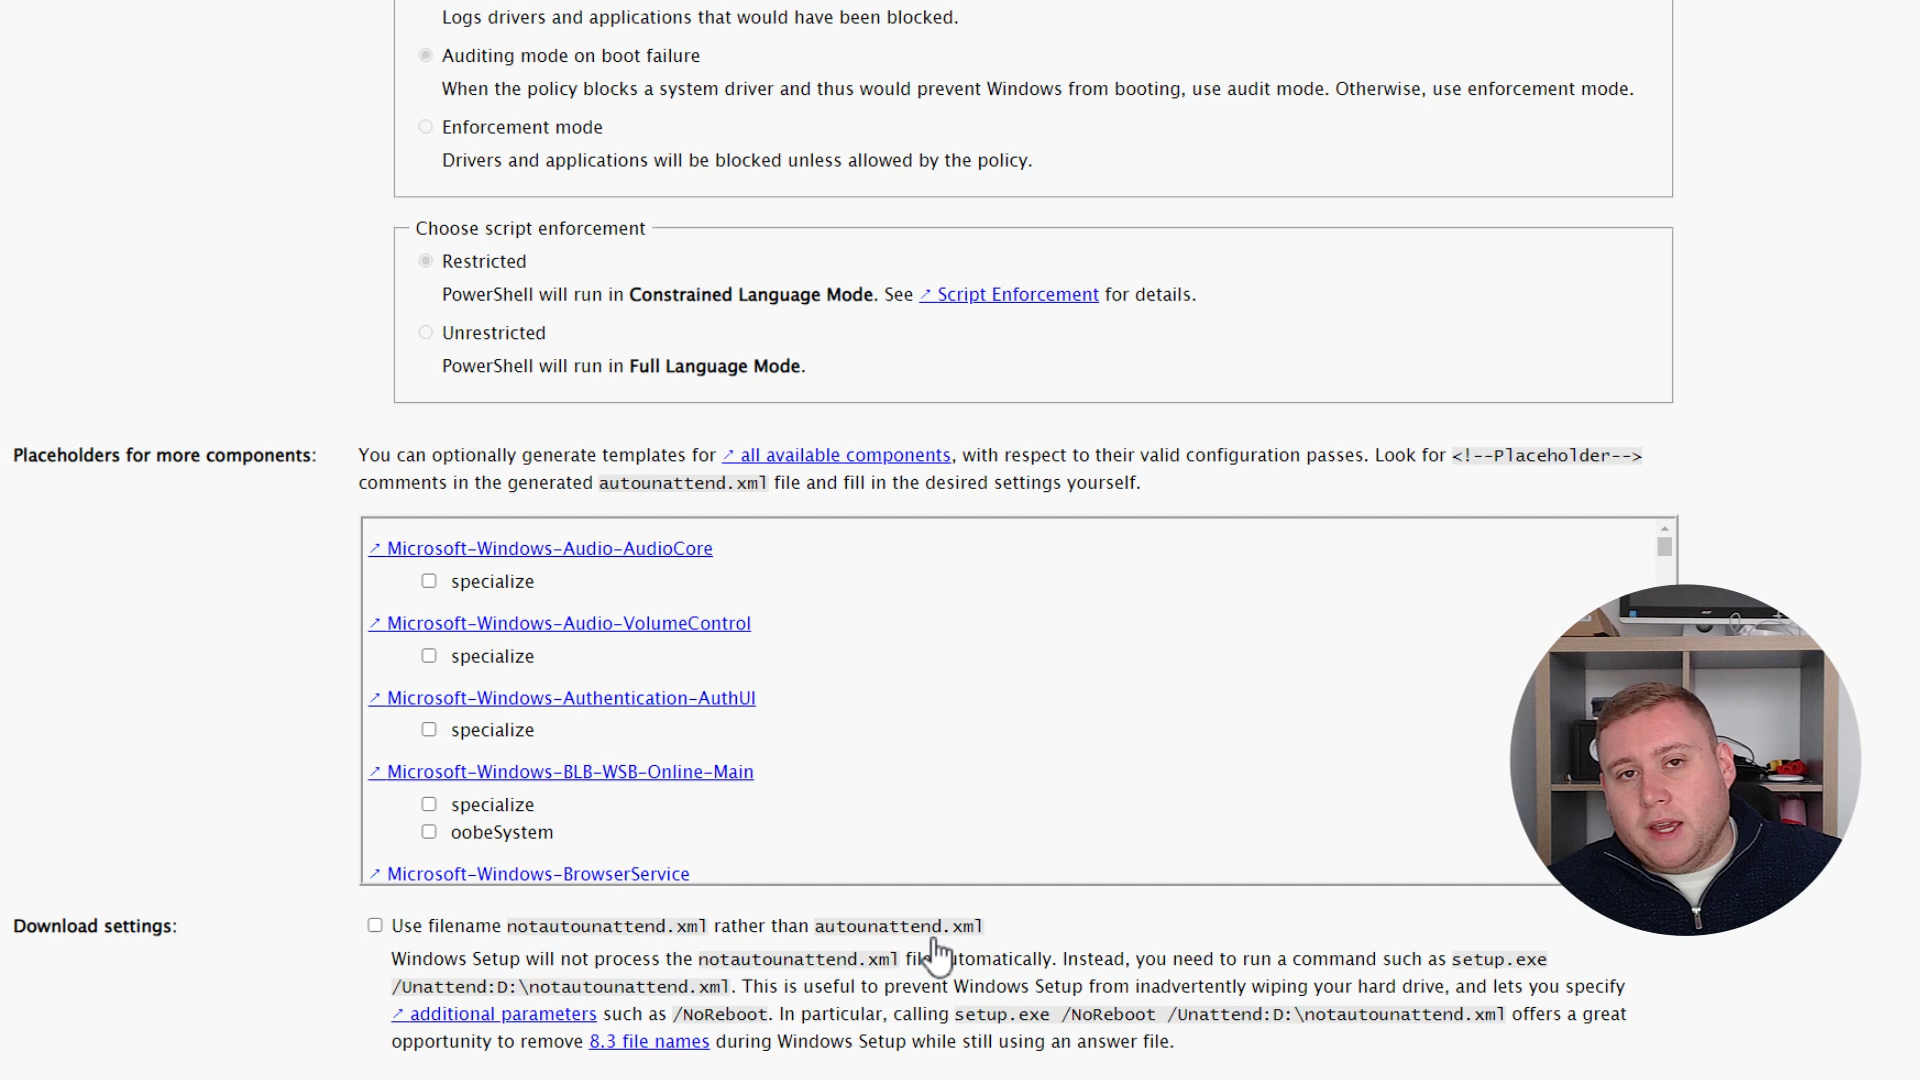 Logs drivers and applications that would have been blocked.
Auditing mode on boot failure
When the policy blocks a system driver and thus would prevent Windows from booting, use audit mode. Otherwise, use enforcement mode.
Enforcement mode
Drivers and applications will be blocked unless allowed by the policy.
Choose script enforcement
Restricted
PowerShell will run in Constrained Language Mode. See ↗ Script Enforcement for details.
Unrestricted
PowerShell will run in Full Language Mode.
Placeholders for more components:
You can optionally generate templates for ↗ all available components, with respect to their valid configuration passes. Look for <!--Placeholder-->
comments in the generated autounattend.xml file and fill in the desired settings yourself.
↗ Microsoft-Windows-Audio-AudioCore
specialize
↗ Microsoft-Windows-Audio-VolumeControl
specialize
↗ Microsoft-Windows-Authentication-AuthUI
specialize
↗ Microsoft-Windows-BLB-WSB-Online-Main
specialize
oobeSystem
↗ Microsoft-Windows-BrowserService
Download settings:
Use filename notautounattend.xml rather than autounattend.xml
Windows Setup will not process the notautounattend.xml file automatically. Instead, you need to run a command such as setup.exe
/Unattend:D:\notautounattend.xml. This is useful to prevent Windows Setup from inadvertently wiping your hard drive, and lets you specify
↗ additional parameters such as /NoReboot. In particular, calling setup.exe /NoReboot /Unattend:D:\notautounattend.xml offers a great
opportunity to remove 8.3 file names during Windows Setup while still using an answer file.